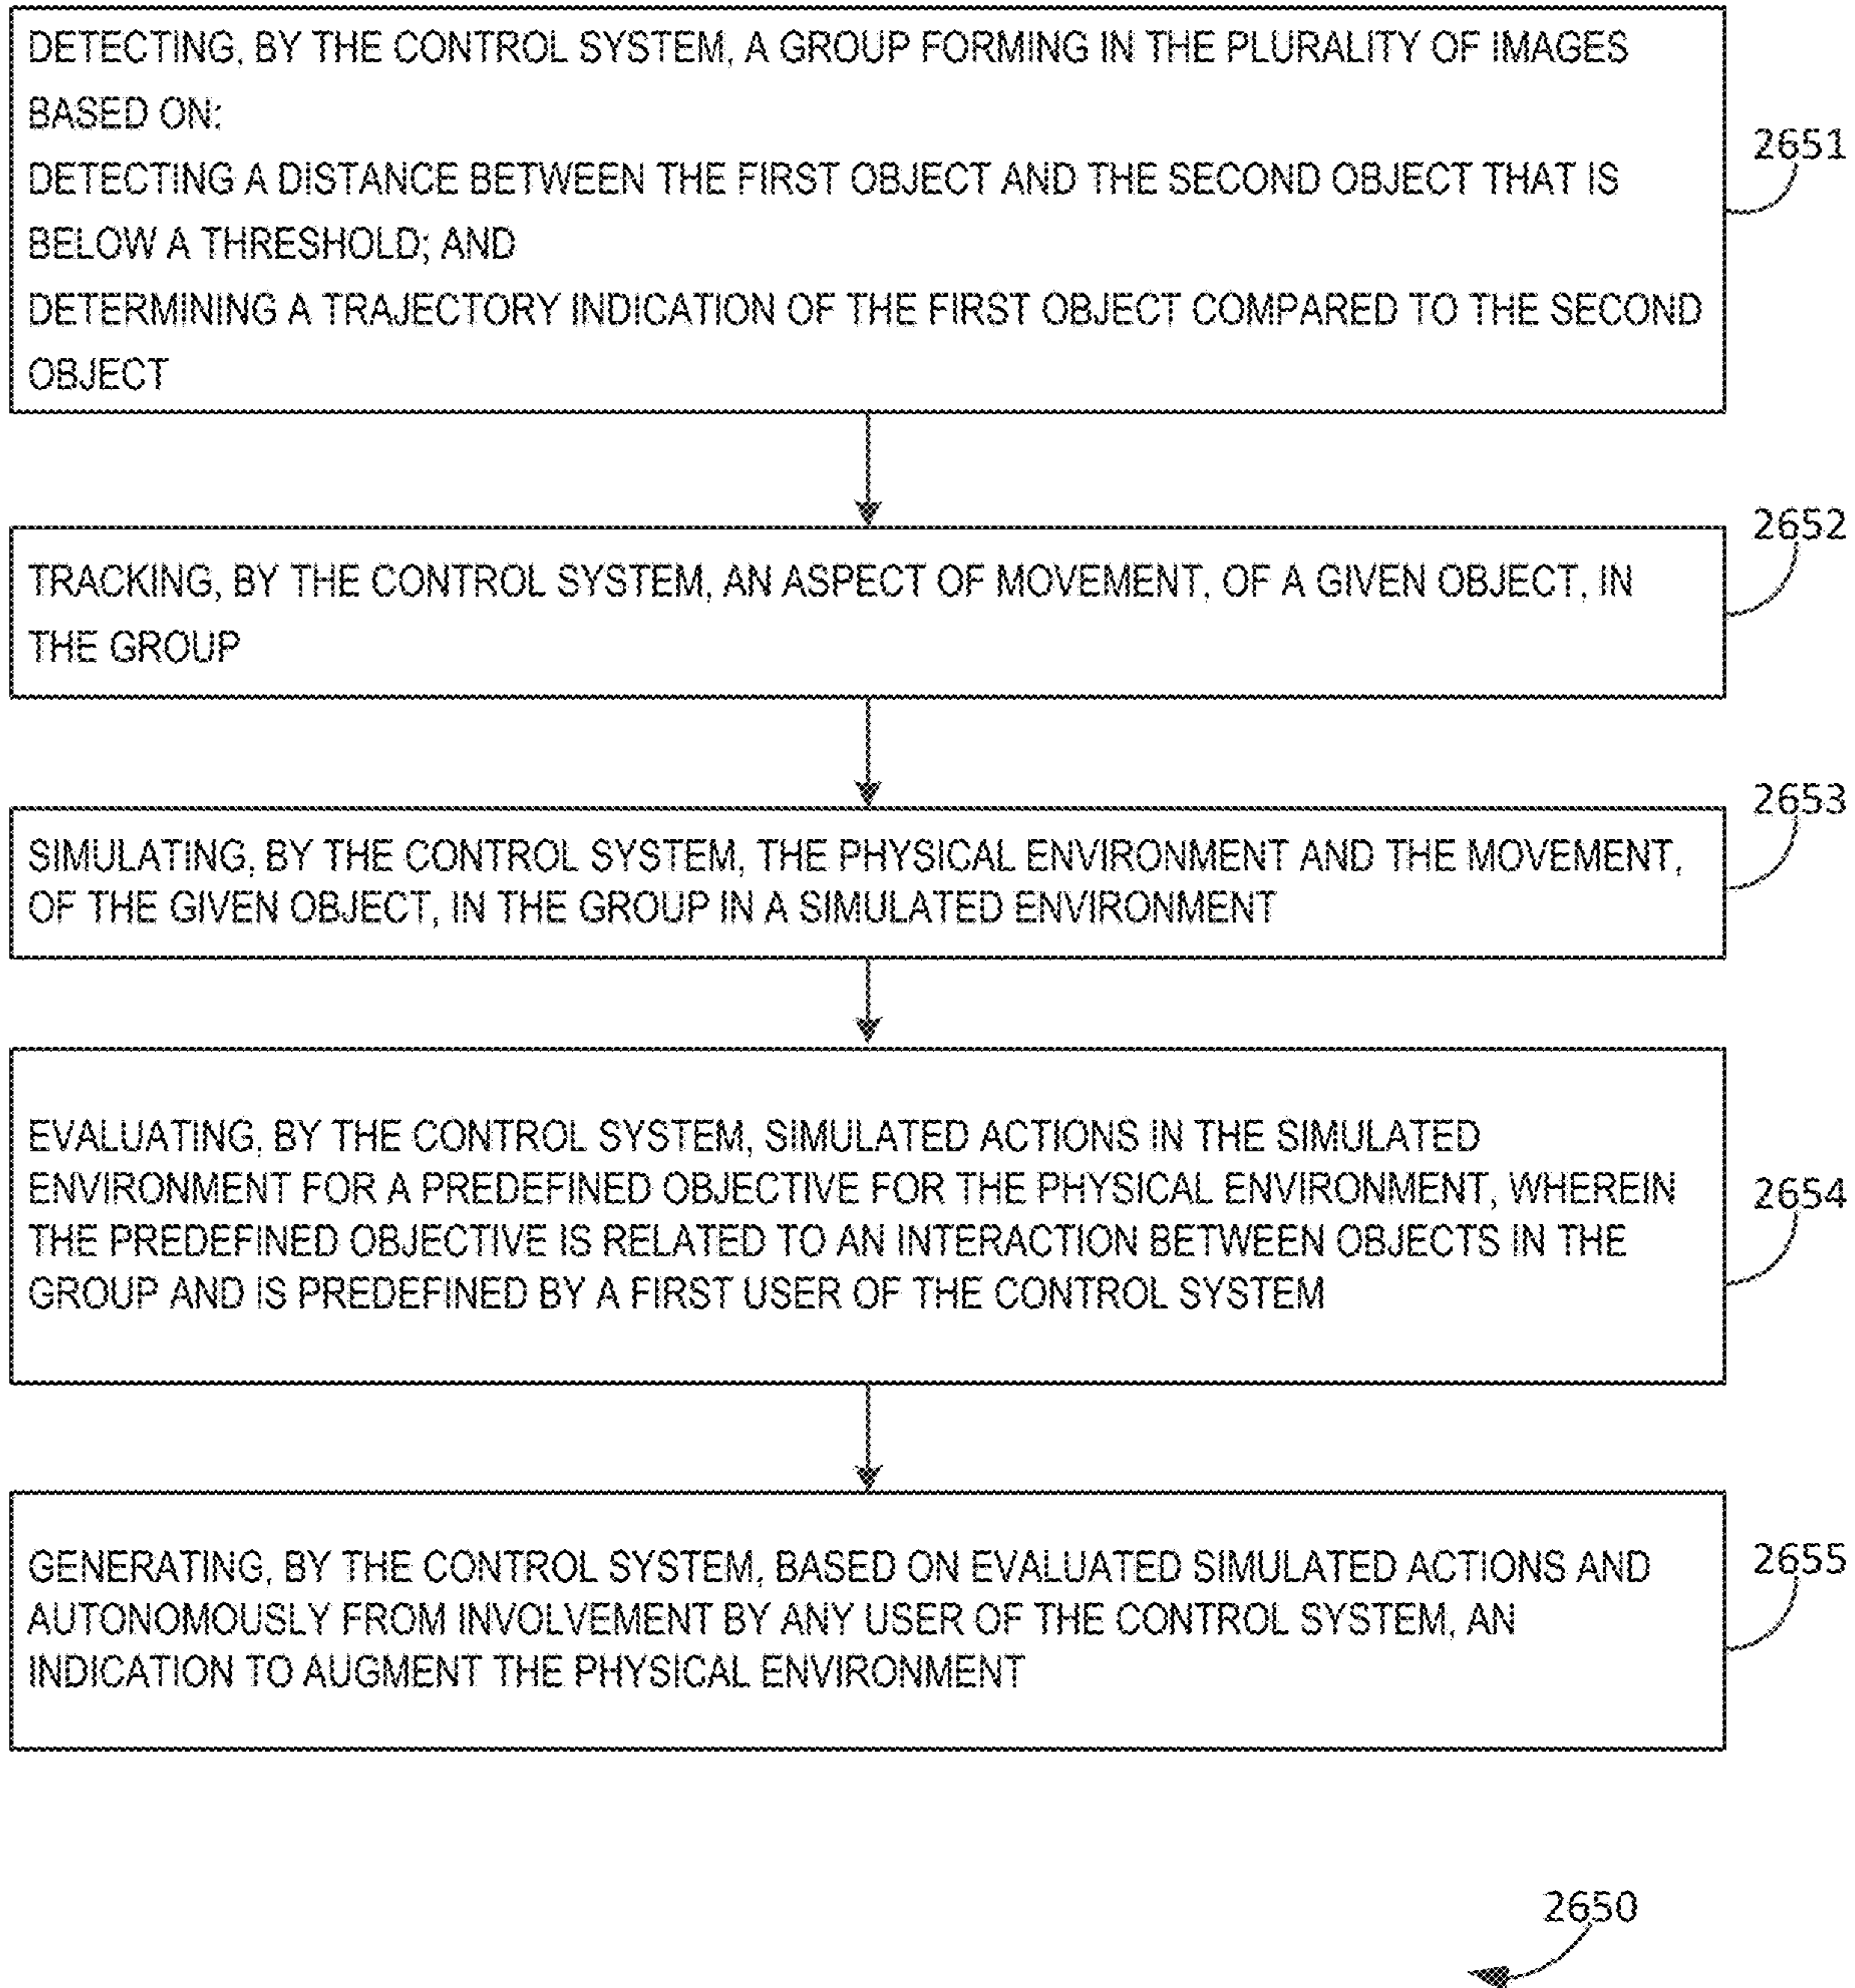 DETECTING, BY THE CONTROL SYSTEM, A GROUP FORMING IN THE PLURALITY OF IMAGES
BASED ON:
DETECTING A DISTANCE BETWEEN THE FIRST OBJECT AND THE SECOND OBJECT THAT IS
BELOW A THRESHOLD; AND
DETERMINING A TRAJECTORY INDICATION OF THE FIRST OBJECT COMPARED TO THE SECOND
OBJECT
2651
TRACKING, BY THE CONTROL SYSTEM, AN ASPECT OF MOVEMENT, OF A GIVEN OBJECT, IN
THE GROUP
2652
SIMULATING, BY THE CONTROL SYSTEM, THE PHYSICAL ENVIRONMENT AND THE MOVEMENT,
OF THE GIVEN OBJECT, IN THE GROUP IN A SIMULATED ENVIRONMENT
2653
EVALUATING, BY THE CONTROL SYSTEM, SIMULATED ACTIONS IN THE SIMULATED
ENVIRONMENT FOR A PREDEFINED OBJECTIVE FOR THE PHYSICAL ENVIRONMENT, WHEREIN
THE PREDEFINED OBJECTIVE IS RELATED TO AN INTERACTION BETWEEN OBJECTS IN THE
GROUP AND IS PREDEFINED BY A FIRST USER OF THE CONTROL SYSTEM
2654
GENERATING, BY THE CONTROL SYSTEM, BASED ON EVALUATED SIMULATED ACTIONS AND
AUTONOMOUSLY FROM INVOLVEMENT BY ANY USER OF THE CONTROL SYSTEM, AN
INDICATION TO AUGMENT THE PHYSICAL ENVIRONMENT
2655
2650